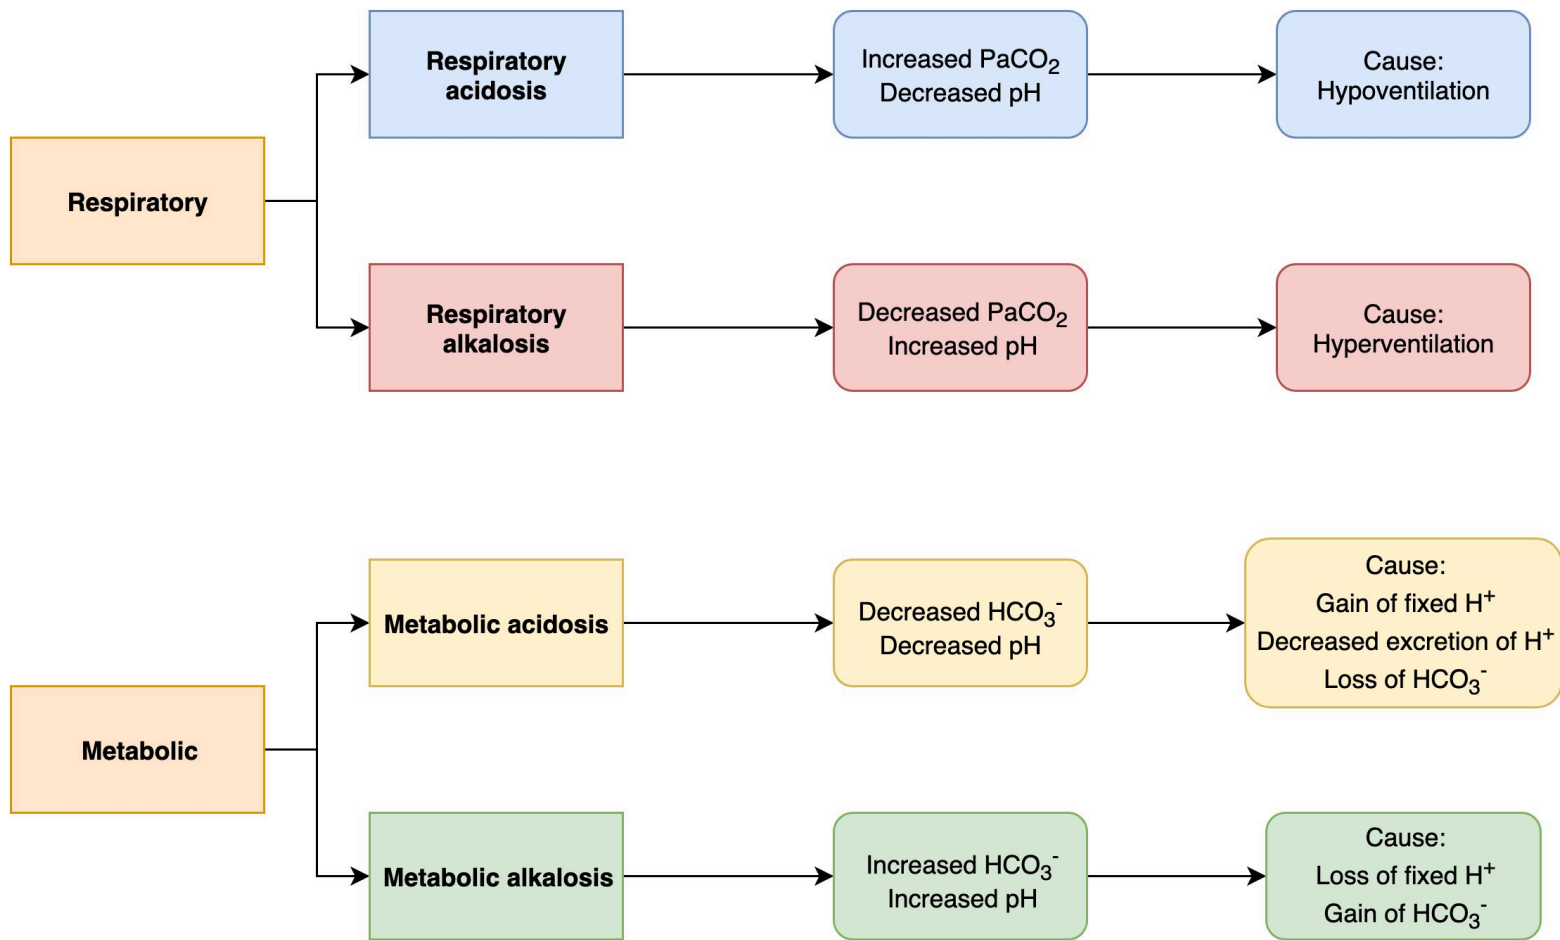 Respiratory
Respiratory
acidosis
Increased PaCO₂
Decreased pH
Cause:
Hypoventilation
Respiratory
alkalosis
Decreased PaCO₂
Increased pH
Cause:
Hyperventilation
Metabolic
Metabolic acidosis
Decreased HCO₃⁻
Decreased pH
Cause:
Gain of fixed H⁺
Decreased excretion of H⁺
Loss of HCO₃⁻
Metabolic alkalosis
Increased HCO₃⁻
Increased pH
Cause:
Loss of fixed H⁺
Gain of HCO₃⁻